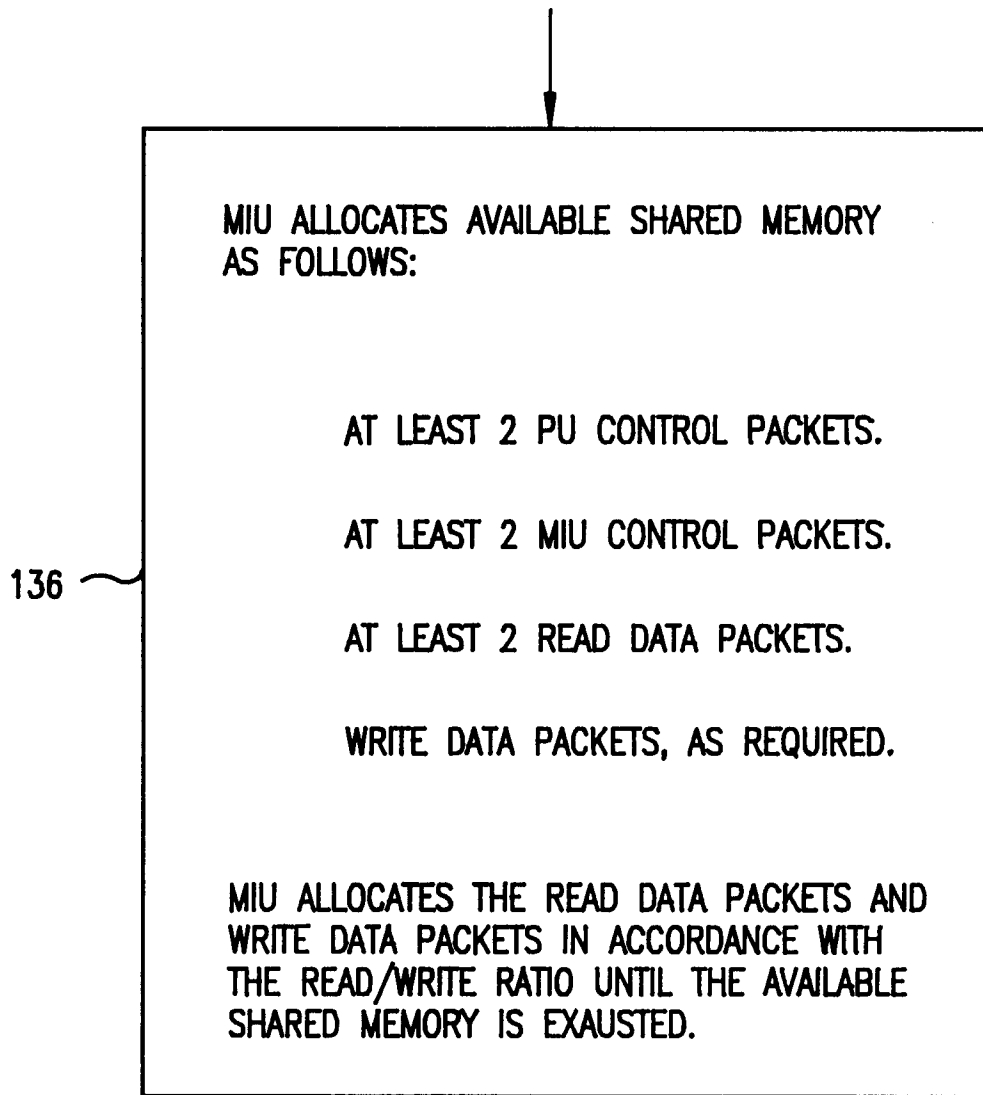 MIU ALLOCATES AVAILABLE SHARED MEMORY
AS FOLLOWS:
AT LEAST 2 PU CONTROL PACKETS.
AT LEAST 2 MIU CONTROL PACKETS.
136
AT LEAST 2 READ DATA PACKETS.
WRITE DATA PACKETS, AS REQUIRED.
MIU ALLOCATES THE READ DATA PACKETS AND
WRITE DATA PACKETS IN ACCORDANCE WITH
THE READ/WRITE RATIO UNTIL THE AVAILABLE
SHARED MEMORY IS EXAUSTED.